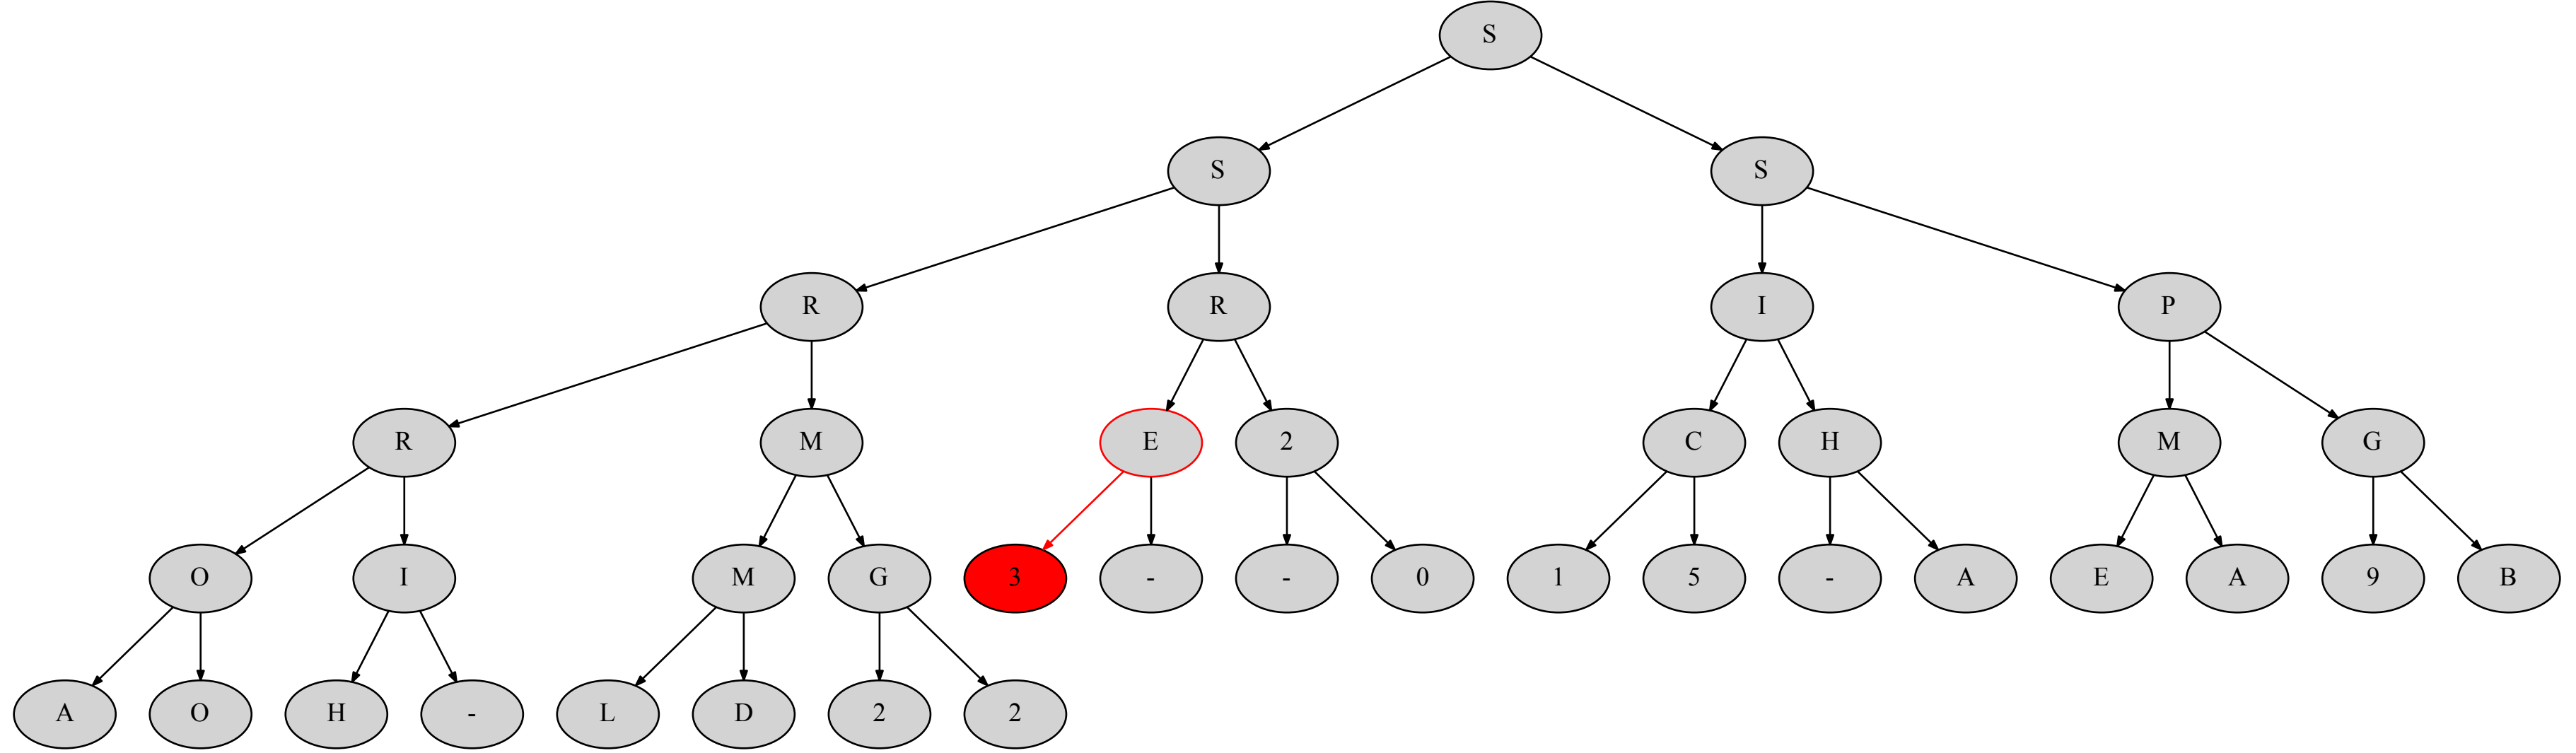 S
S S
R R I P
R M E 2 C H M G
O I M G 3 - - 0 1 5 - A E A 9 B
A O H - L D 2 2